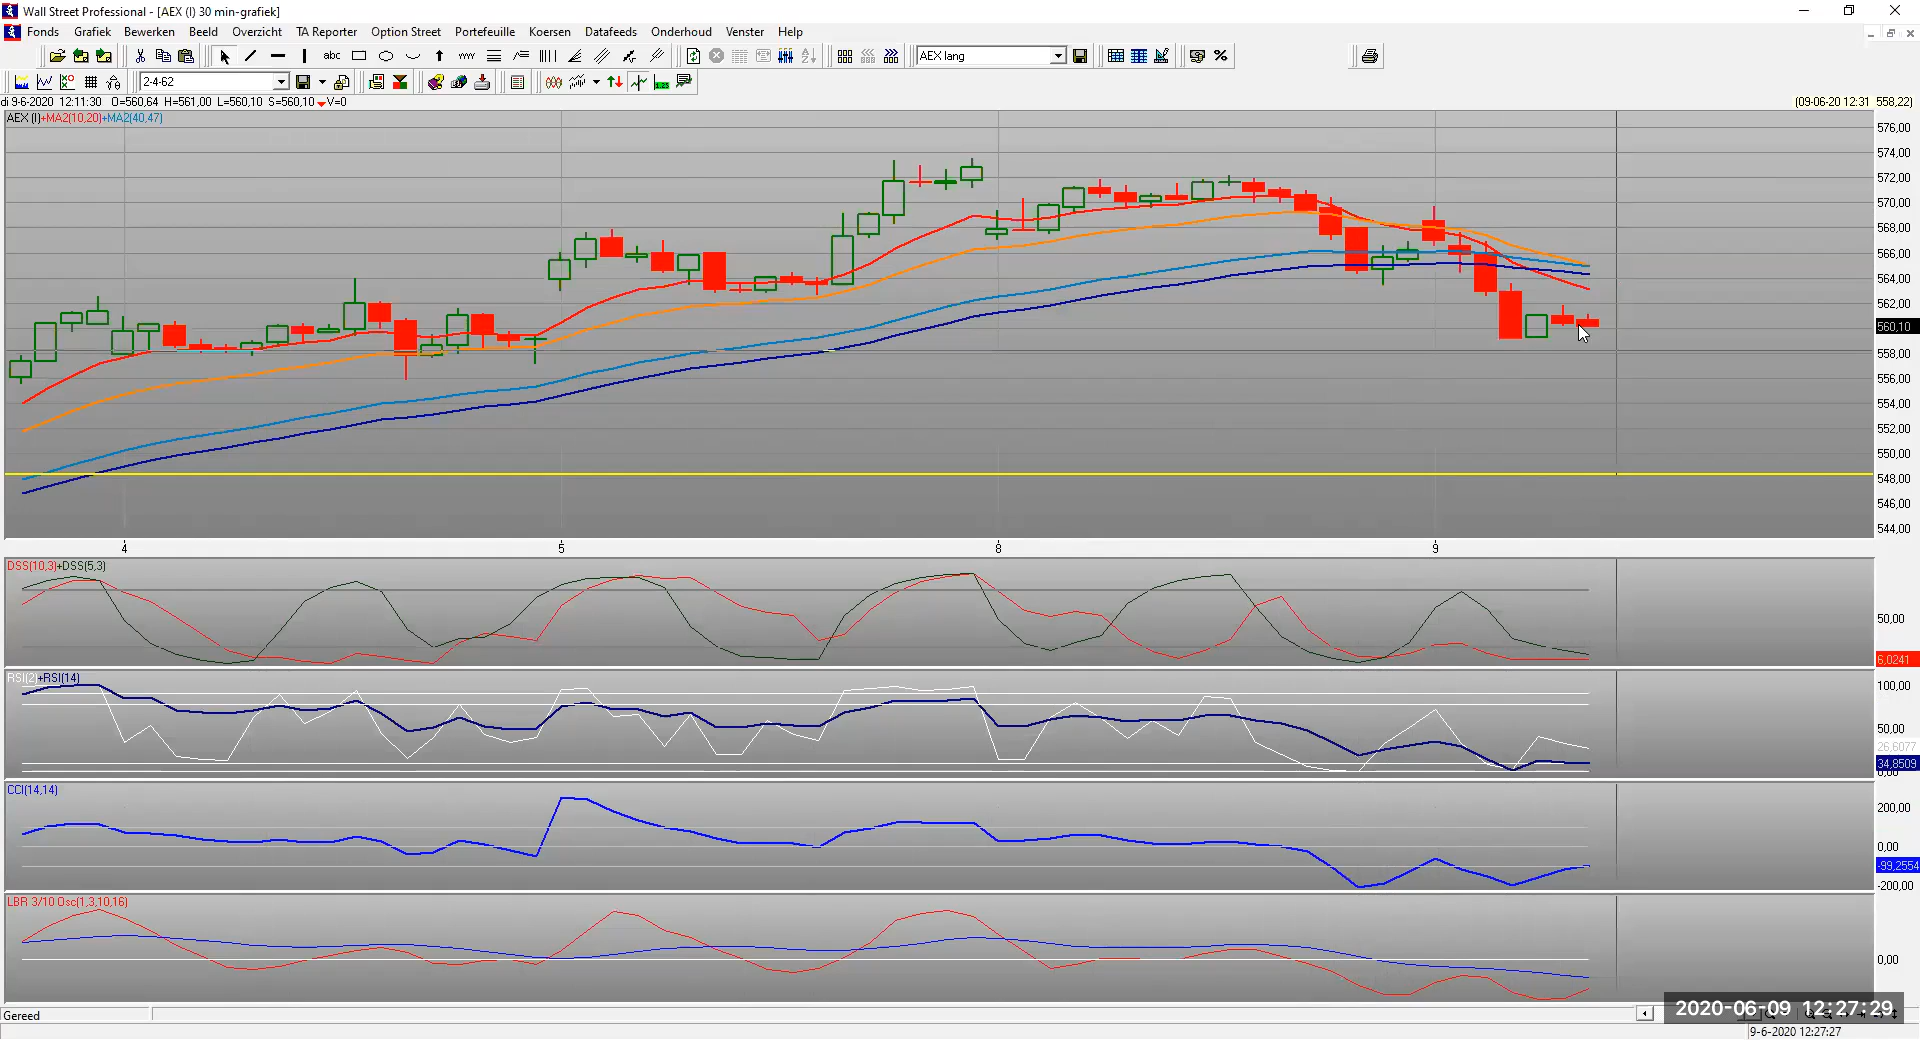 Wall Street Professional - [AEX (I) 30 min-grafiek]
Fonds Grafiek Bewerken Beeld Overzicht TA Reporter Option Street Portefeuille Koersen Datafeeds Onderhoud Venster Help
abc AEX lang %
2-4-62
di 9-6-2020 12:11:30 O=560,64 H=561,00 L=560,10 S=560,10 V=0 (09-06-20 12:31 558,22)
AEX (I)+MA2(10,20)+MA2(40,47)
576,00
574,00
572,00
570,00
568,00
566,00
564,00
562,00
560,10
558,00
556,00
554,00
552,00
550,00
548,00
546,00
544,00
4 5 8 9
DSS(10,3)+DSS(5,3)
50,00
6,0241
RSI(2)+RSI(14)
100,00
50,00
26,6077
34,8509
0,00
CCI(14,14)
200,00
0,00
-99,2554
-200,00
LBR 3/10 Osc(1,3,10,16)
0,00
2020-06-09 12:27:29
Gereed
9-6-2020 12:27:27